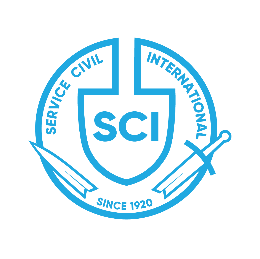 SERVICE CIVIL INTERNATIONAL
SCI
SINCE 1920